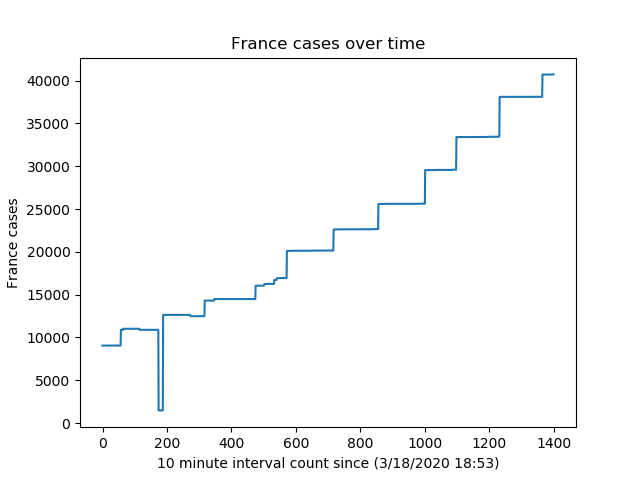 France cases over time
France cases
40000
35000
30000
25000
20000
15000
10000
5000
0
0 200 400 600 800 1000 1200 1400
10 minute interval count since (3/18/2020 18:53)